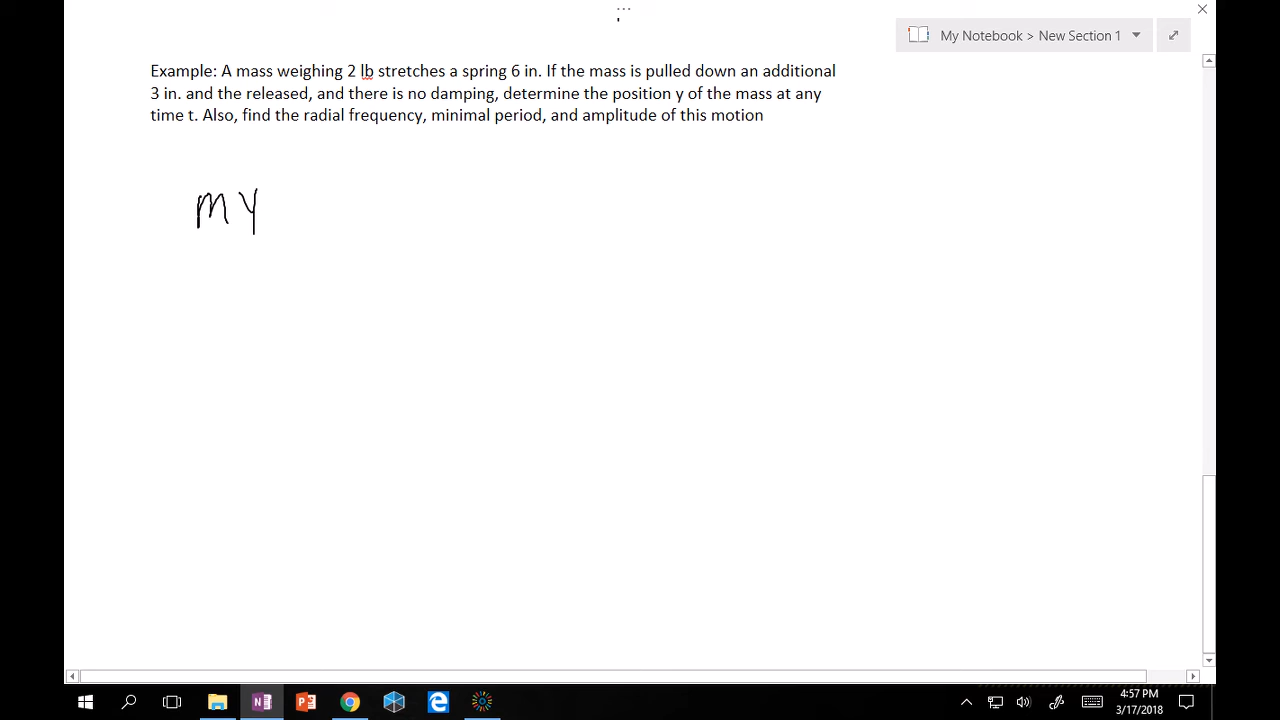 My Notebook > New Section 1
Example: A mass weighing 2 lb stretches a spring 6 in. If the mass is pulled down an additional
3 in. and the released, and there is no damping, determine the position y of the mass at any
time t. Also, find the radial frequency, minimal period, and amplitude of this motion
my
4:57 PM
3/17/2018